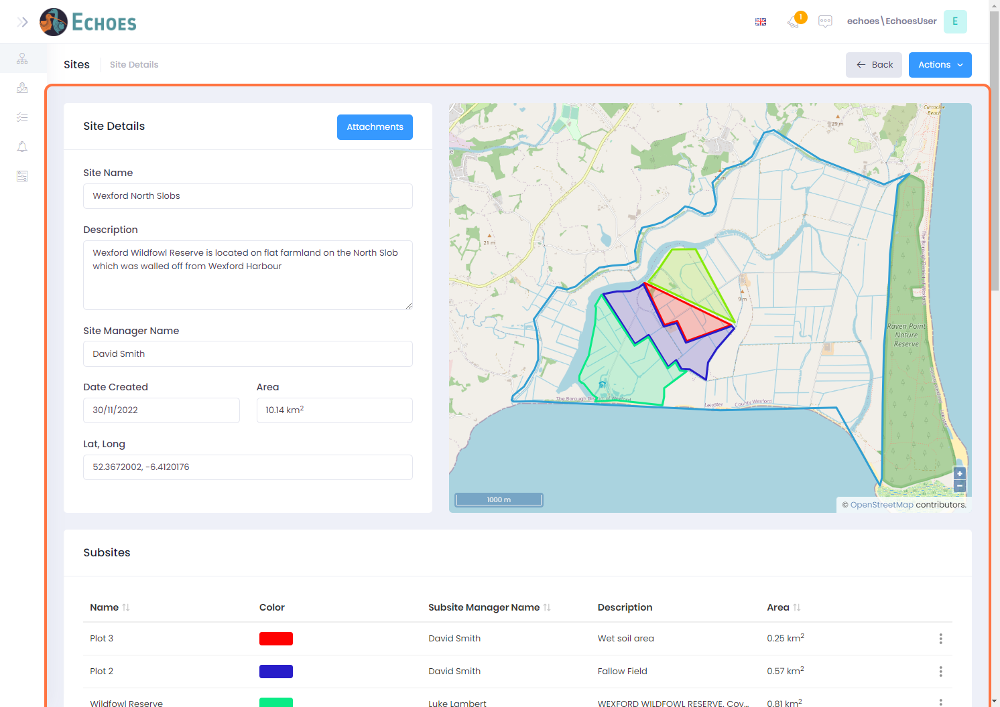 ECHOES
1
echoes\EchoesUser
E
Sites
Site Details
Back
Actions
Site Details
Attachments
Site Name
Wexford North Slobs
Description
Wexford Wildfowl Reserve is located on flat farmland on the North Slob
which was walled off from Wexford Harbour
Site Manager Name
David Smith
Date Created
Area
30/11/2022
10.14 km²
Lat, Long
52.3672002, -6.4120176
Curracloe
Beach
29 m
21 m
9 m
Raven Point
Nature
Reserve
The Borough District of Wexford
The Borough District of Wexford
Leinster
County Wexford
County Wexford
Leinster
1000 m
+
−
© OpenStreetMap contributors.
Subsites
Name
Color
Subsite Manager Name
Description
Area
Plot 3
David Smith
Wet soil area
0.25 km²
Plot 2
David Smith
Fallow Field
0.57 km²
Wildfowl Reserve
Luke Lambert
WEXFORD WILDFOWL RESERVE, Cov...
0.81 km²